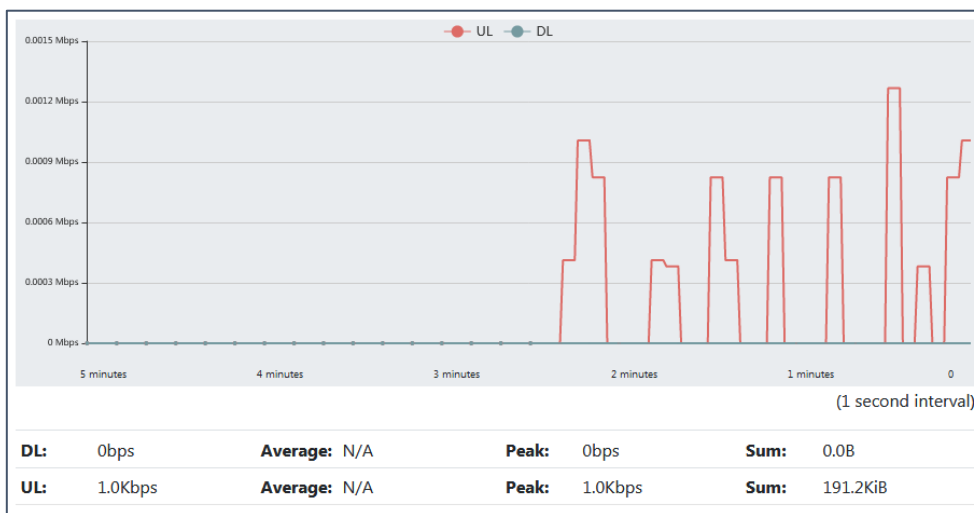 UL DL
0.0015 Mbps
0.0012 Mbps
0.0009 Mbps
0.0006 Mbps
0.0003 Mbps
0 Mbps
5 minutes 4 minutes 3 minutes 2 minutes 1 minutes 0
(1 second interval)
DL: 0bps Average: N/A Peak: 0bps Sum: 0.0B
UL: 1.0Kbps Average: N/A Peak: 1.0Kbps Sum: 191.2KiB